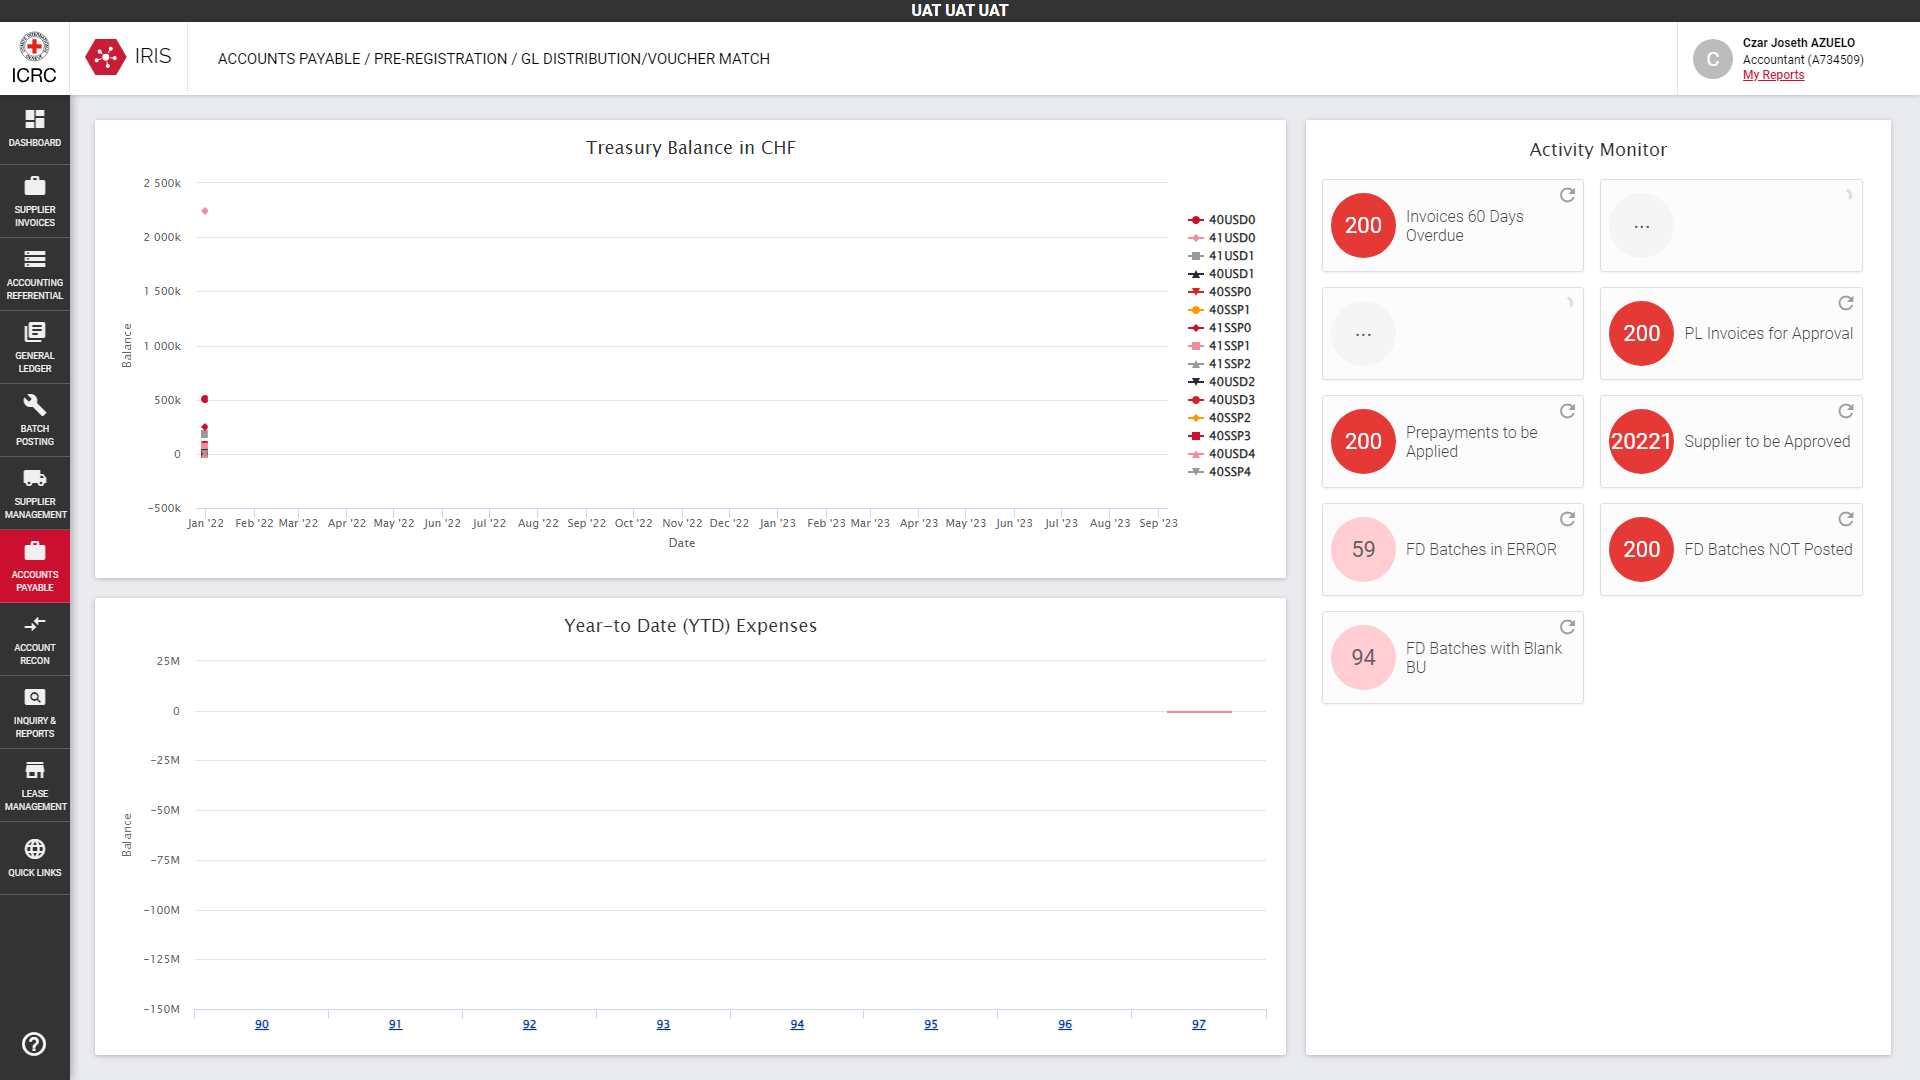 UAT UAT UAT
ICRC
IRIS
ACCOUNTS PAYABLE / PRE-REGISTRATION / GL DISTRIBUTION/VOUCHER MATCH
C
Czar Joseth AZUELO
Accountant (A734509)
My Reports
DASHBOARD
SUPPLIER
INVOICES
ACCOUNTING
REFERENTIAL
GENERAL
LEDGER
BATCH
POSTING
SUPPLIER
MANAGEMENT
ACCOUNTS
PAYABLE
ACCOUNT
RECON
INQUIRY &
REPORTS
LEASE
MANAGEMENT
QUICK LINKS
Treasury Balance in CHF
2 500k
2 000k
1 500k
1 000k
500k
0
−500k
Balance
Jan '22 Feb '22 Mar '22 Apr '22 May '22 Jun '22 Jul '22 Aug '22 Sep '22 Oct '22 Nov '22 Dec '22 Jan '23 Feb '23 Mar '23 Apr '23 May '23 Jun '23 Jul '23 Aug '23 Sep '23
Date
40USD0
41USD0
41USD1
40USD1
40SSP0
40SSP1
41SSP0
41SSP1
41SSP2
40USD2
40USD3
40SSP2
40SSP3
40USD4
40SSP4
Year−to Date (YTD) Expenses
25M
0
−25M
−50M
−75M
−100M
−125M
−150M
Balance
90 91 92 93 94 95 96 97
Activity Monitor
200
Invoices 60 Days
Overdue
...
...
200
PL Invoices for Approval
200
Prepayments to be
Applied
20221
Supplier to be Approved
59
FD Batches in ERROR
200
FD Batches NOT Posted
94
FD Batches with Blank
BU